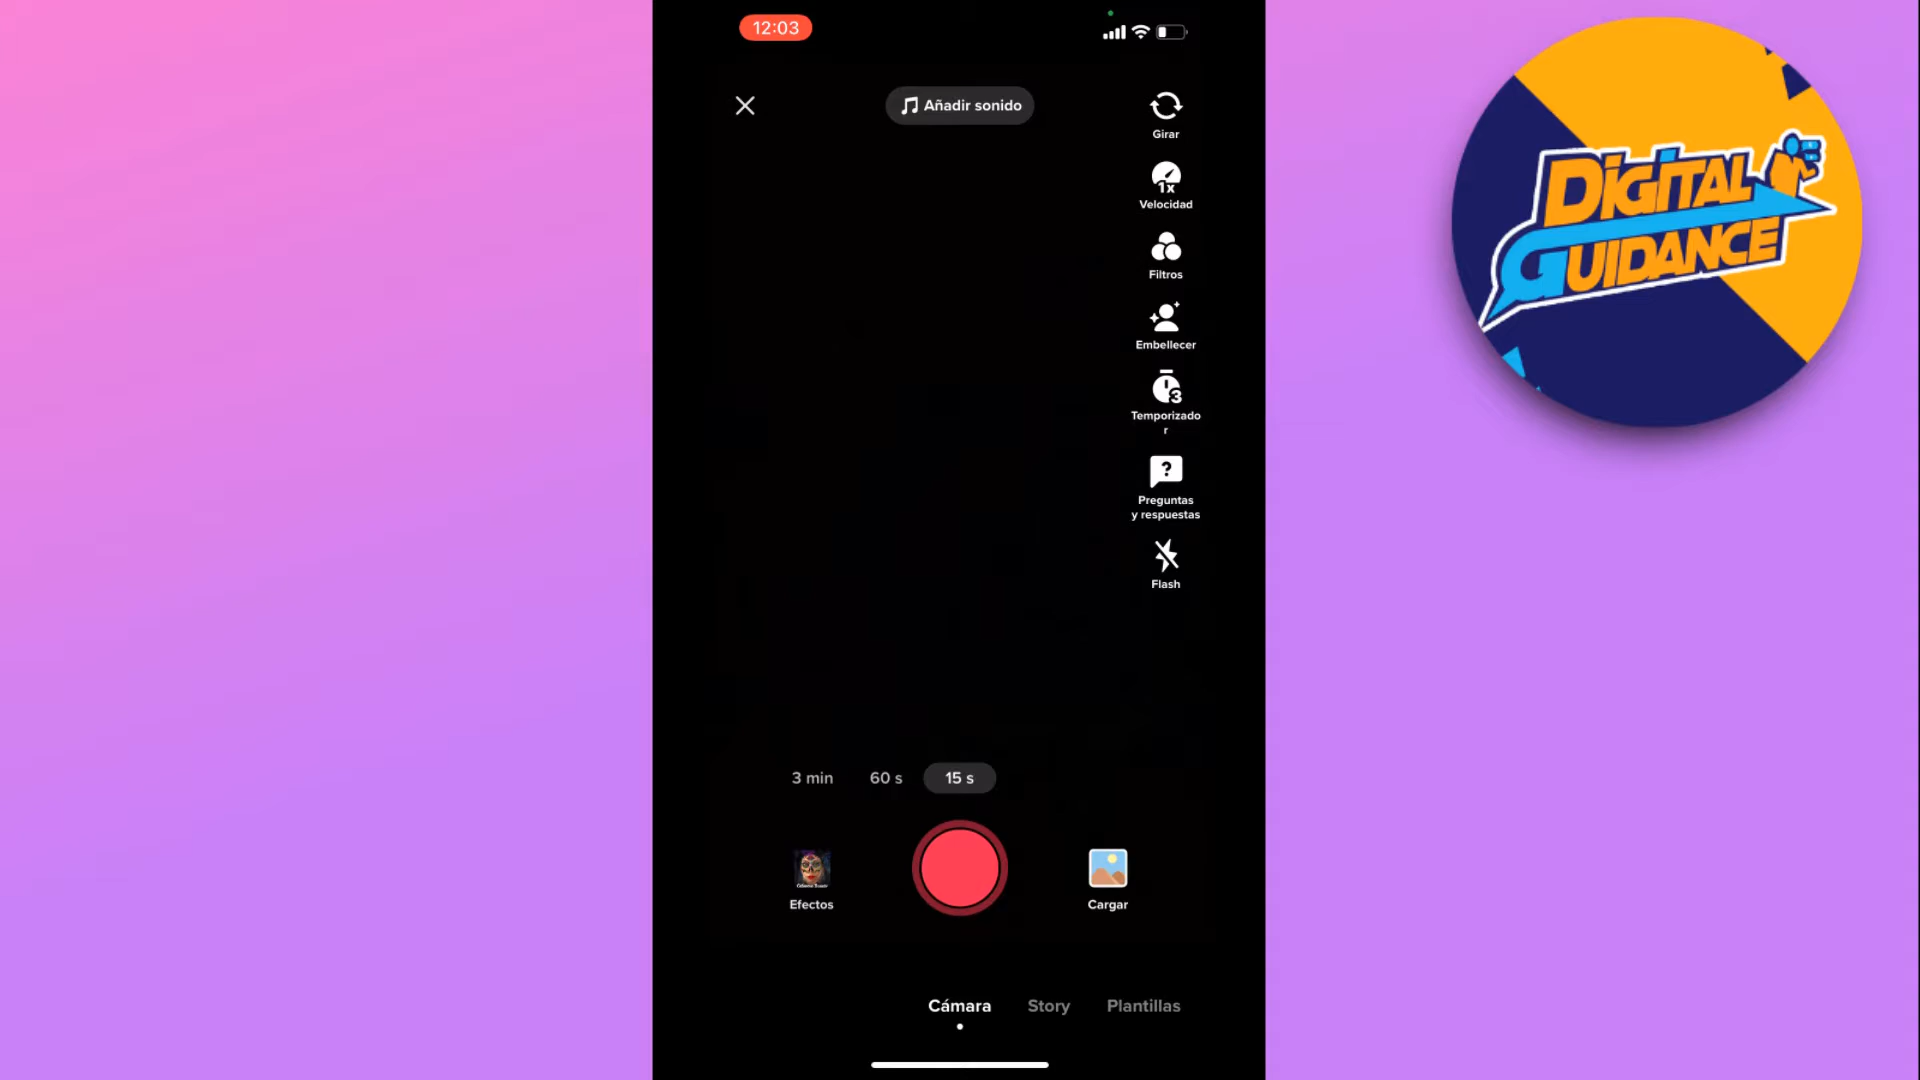 12:03
Añadir sonido
Girar
1x
Velocidad
Filtros
Embellecer
3
Temporizado
r
?
Preguntas
y respuestas
Flash
DIGITAL
GUIDANCE
3 min 60 s 15 s
Efectos
Cargar
Cámara Story Plantillas